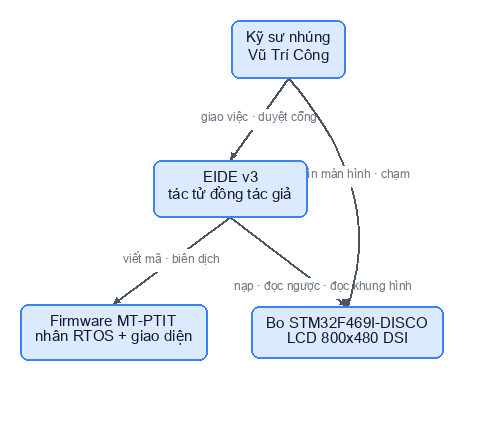 Kỹ sư nhúng
Vũ Trí Công
giao việc · duyệt cổng
màn hình · chạm
EIDE v3
tác tử đồng tác giả
viết mã · biên dịch
nạp · đọc ngược · đọc khung hình
Firmware MT-PTIT
nhân RTOS + giao diện
Bo STM32F469I-DISCO
LCD 800x480 DSI